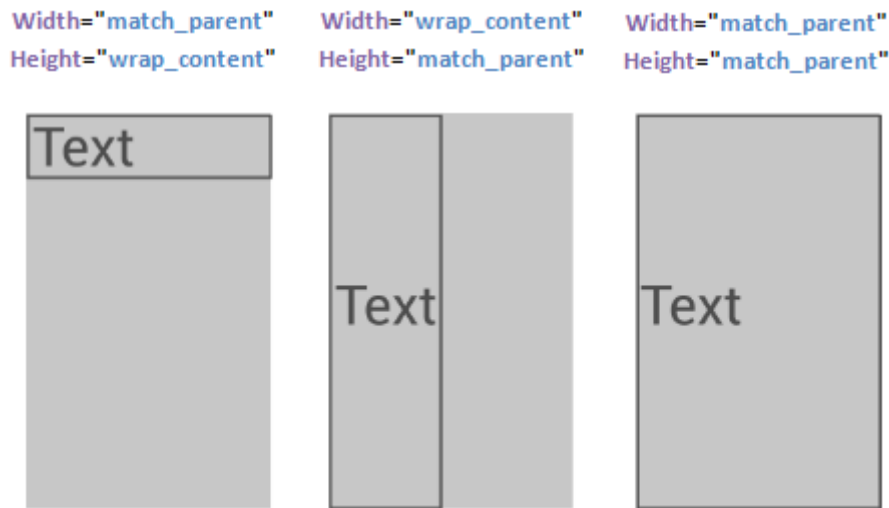 Width="match_parent"
Height="wrap_content"
Text
Width="wrap_content"
Height="match_parent"
Text
Width="match_parent"
Height="match_parent"
Text